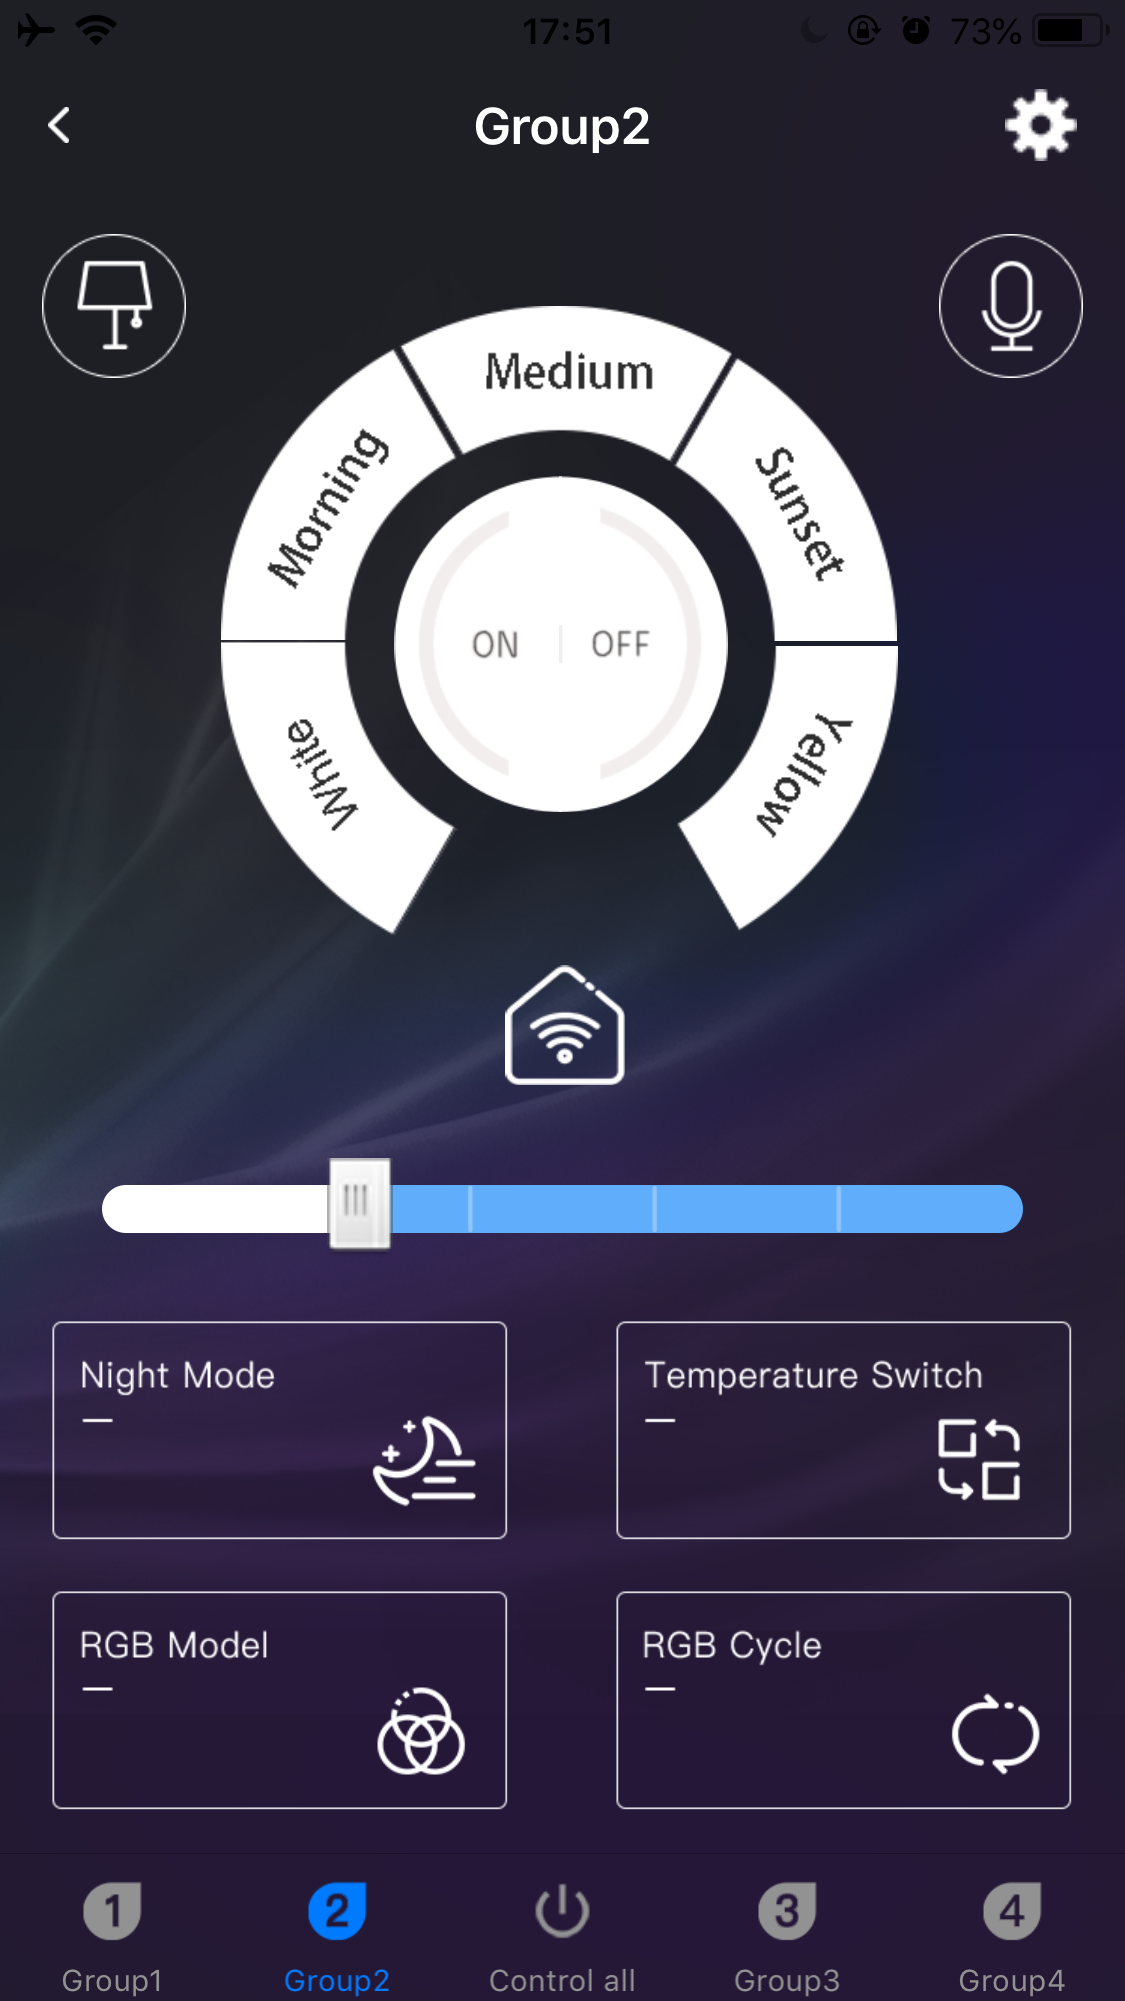 17:51
73%
Group2
Medium
Morning
Sunset
ON
OFF
White
Yellow
Night Mode
Temperature Switch
RGB Model
RGB Cycle
1
2
3
4
Group1
Group2
Control all
Group3
Group4